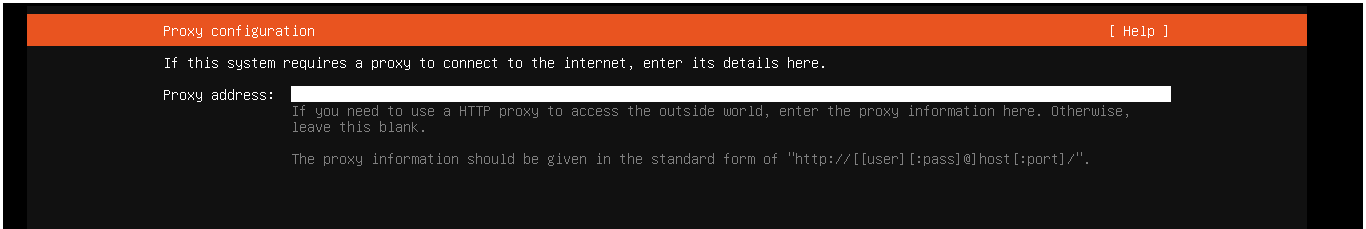 Proxy configuration [ Help ]
If this system requires a proxy to connect to the internet, enter its details here.
Proxy address:
If you need to use a HTTP proxy to access the outside world, enter the proxy information here. Otherwise,
leave this blank.
The proxy information should be given in the standard form of "http://[[user][:pass]@]host[:port]/".